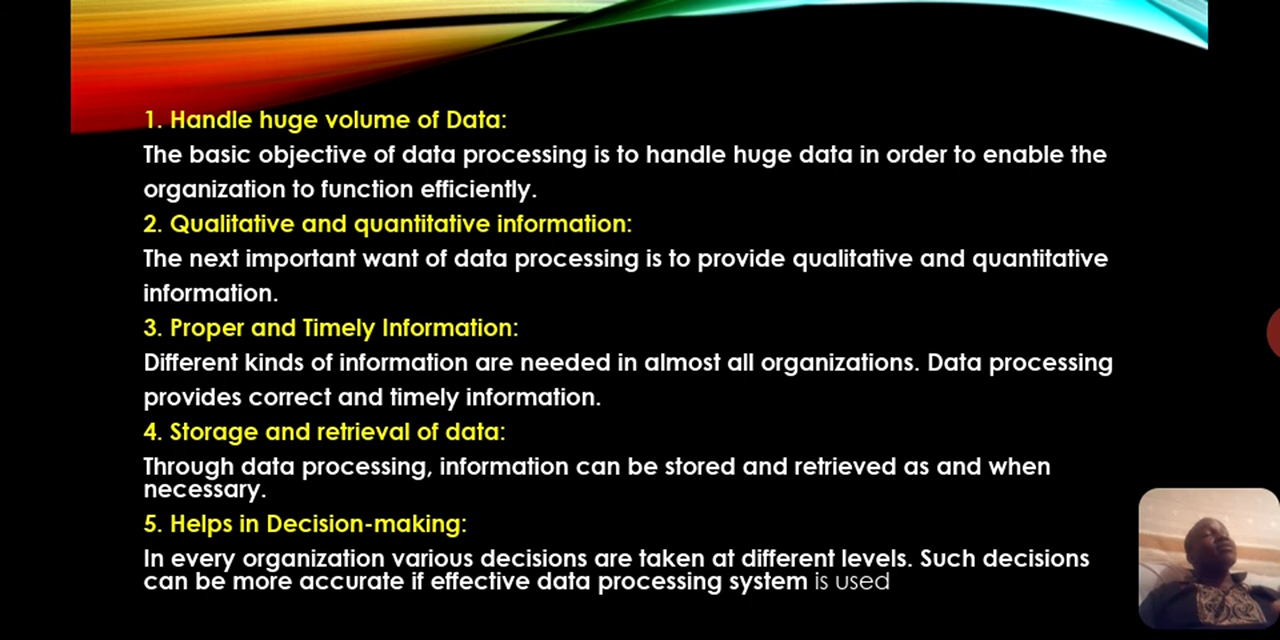 1. Handle huge volume of Data:
The basic objective of data processing is to handle huge data in order to enable the
organization to function efficiently.
2. Qualitative and quantitative information:
The next important want of data processing is to provide qualitative and quantitative
information.
3. Proper and Timely Information:
Different kinds of information are needed in almost all organizations. Data processing
provides correct and timely information.
4. Storage and retrieval of data:
Through data processing, information can be stored and retrieved as and when
necessary.
5. Helps in Decision-making:
In every organization various decisions are taken at different levels. Such decisions
can be more accurate if effective data processing system is used